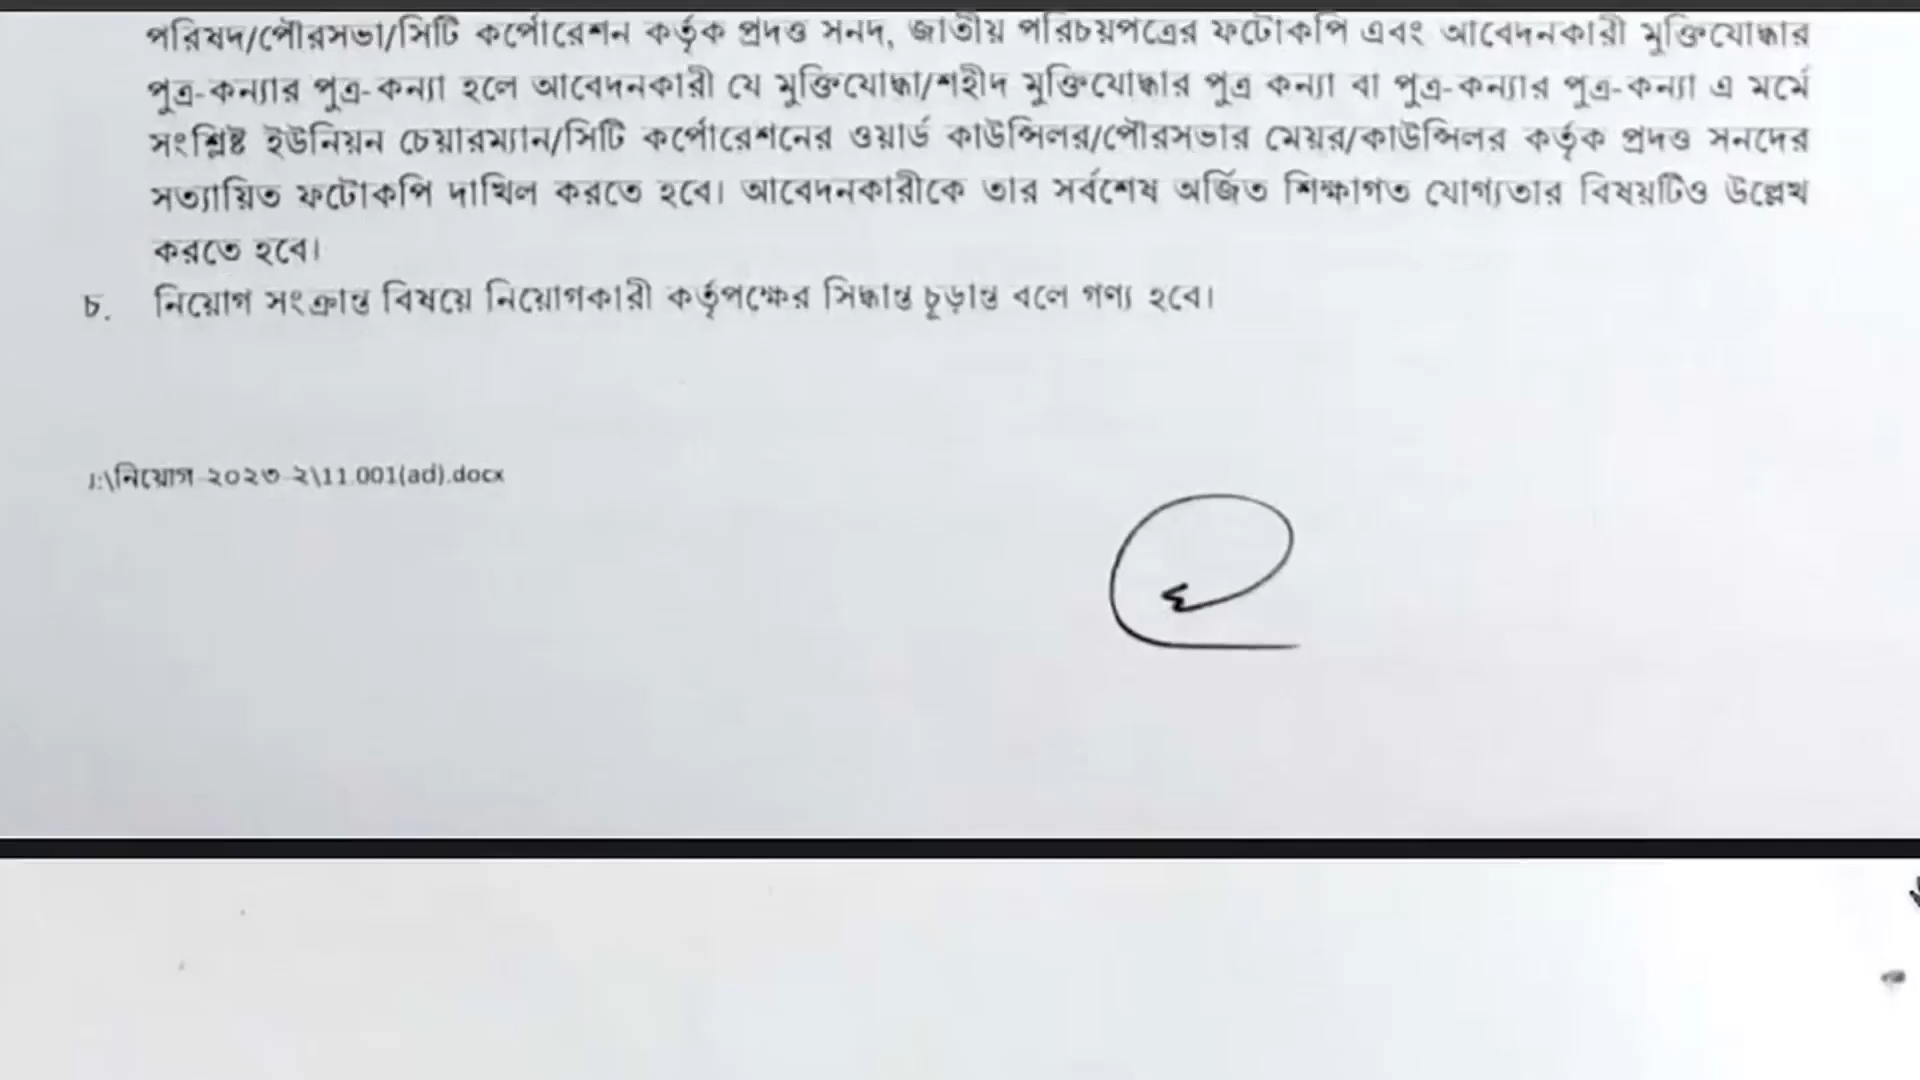 পরিষদ/পৌরসভা/সিটি কর্পোরেশন কর্তৃক প্রদত্ত সনদ, জাতীয় পরিচয়পত্রের ফটোকপি এবং আবেদনকারী মুক্তিযোদ্ধার
পুত্র-কন্যার পুত্র-কন্যা হলে আবেদনকারী যে মুক্তিযোদ্ধা/শহীদ মুক্তিযোদ্ধার পুত্র কন্যা বা পুত্র-কন্যার পুত্র-কন্যা এ মর্মে
সংশ্লিষ্ট ইউনিয়ন চেয়ারম্যান/সিটি কর্পোরেশনের ওয়ার্ড কাউন্সিলর/পৌরসভার মেয়র/কাউন্সিলর কর্তৃক প্রদত্ত সনদের
সত্যায়িত ফটোকপি দাখিল করতে হবে। আবেদনকারীকে তার সর্বশেষ অর্জিত শিক্ষাগত যোগ্যতার বিষয়টিও উল্লেখ
করতে হবে।
চ. নিয়োগ সংক্রান্ত বিষয়ে নিয়োগকারী কর্তৃপক্ষের সিদ্ধান্ত চূড়ান্ত বলে গণ্য হবে।
J:\নিয়োগ ২০২৩ ২\11.001(ad).docx